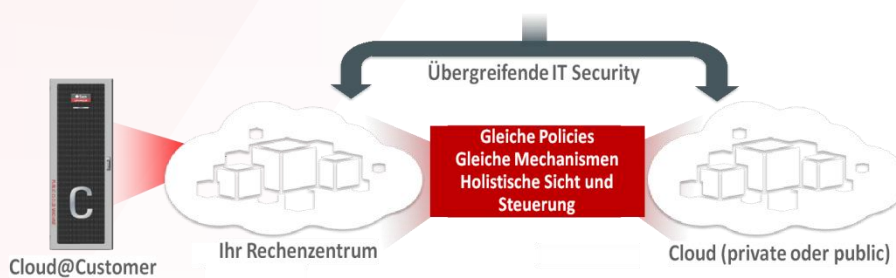 Übergreifende IT Security
Gleiche Policies
Gleiche Mechanismen
Holistische Sicht und
Steuerung
C
Cloud@Customer
Ihr Rechenzentrum
Cloud (private oder public)